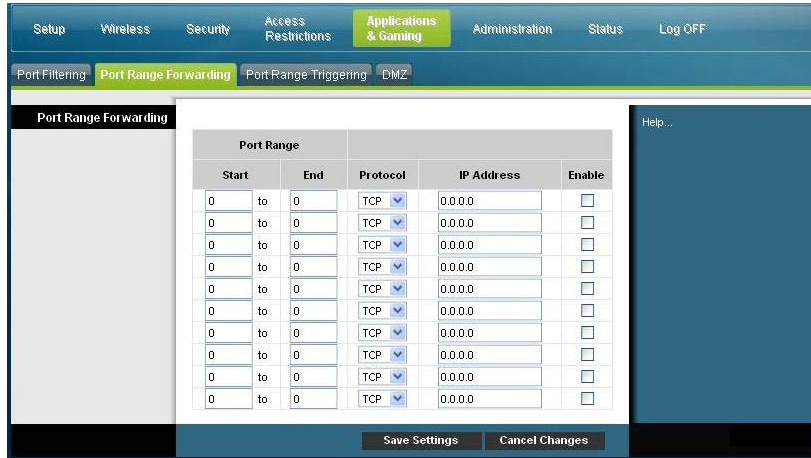 Setup Wireless Security Access Restrictions Applications & Gaming Administration Status Log OFF
Port Filtering Port Range Forwarding Port Range Triggering DMZ
Port Range Forwarding
Help...
Port Range
Start End Protocol IP Address Enable
0 to 0 TCP 0.0.0.0
0 to 0 TCP 0.0.0.0
0 to 0 TCP 0.0.0.0
0 to 0 TCP 0.0.0.0
0 to 0 TCP 0.0.0.0
0 to 0 TCP 0.0.0.0
0 to 0 TCP 0.0.0.0
0 to 0 TCP 0.0.0.0
0 to 0 TCP 0.0.0.0
0 to 0 TCP 0.0.0.0
Save Settings Cancel Changes